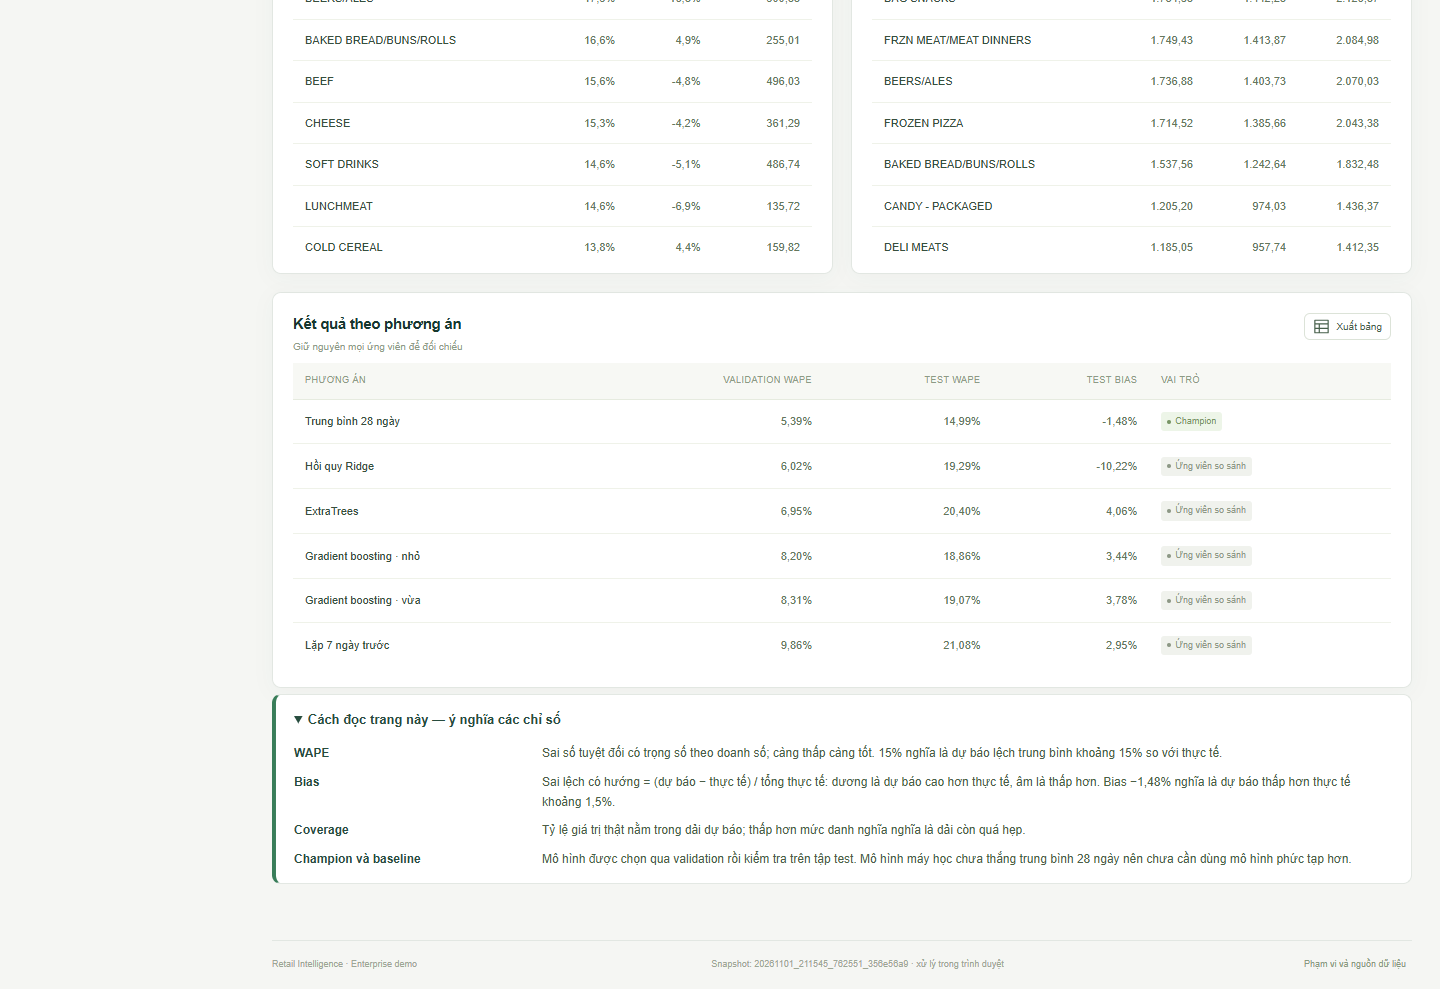 BAKED BREAD/BUNS/ROLLS 16,6% 4,9% 255,01
BEEF 15,6% -4,8% 496,03
CHEESE 15,3% -4,2% 361,29
SOFT DRINKS 14,6% -5,1% 486,74
LUNCHMEAT 14,6% -6,9% 135,72
COLD CEREAL 13,8% 4,4% 159,82
FRZN MEAT/MEAT DINNERS 1.749,43 1.413,87 2.084,98
BEERS/ALES 1.736,88 1.403,73 2.070,03
FROZEN PIZZA 1.714,52 1.385,66 2.043,38
BAKED BREAD/BUNS/ROLLS 1.537,56 1.242,64 1.832,48
CANDY - PACKAGED 1.205,20 974,03 1.436,37
DELI MEATS 1.185,05 957,74 1.412,35
Kết quả theo phương án
Xuất bảng
Giữ nguyên mọi ứng viên để đối chiếu
PHƯƠNG ÁN VALIDATION WAPE TEST WAPE TEST BIAS VAI TRÒ
Trung bình 28 ngày 5,39% 14,99% -1,48% Champion
Hồi quy Ridge 6,02% 19,29% -10,22% Ứng viên so sánh
ExtraTrees 6,95% 20,40% 4,06% Ứng viên so sánh
Gradient boosting · nhỏ 8,20% 18,86% 3,44% Ứng viên so sánh
Gradient boosting · vừa 8,31% 19,07% 3,78% Ứng viên so sánh
Lặp 7 ngày trước 9,86% 21,08% 2,95% Ứng viên so sánh
▼ Cách đọc trang này — ý nghĩa các chỉ số
WAPE Sai số tuyệt đối có trọng số theo doanh số; càng thấp càng tốt. 15% nghĩa là dự báo lệch trung bình khoảng 15% so với thực tế.
Bias Sai lệch có hướng = (dự báo − thực tế) / tổng thực tế: dương là dự báo cao hơn thực tế, âm là thấp hơn. Bias −1,48% nghĩa là dự báo thấp hơn thực tế
khoảng 1,5%.
Coverage Tỷ lệ giá trị thật nằm trong dải dự báo; thấp hơn mức danh nghĩa nghĩa là dải còn quá hẹp.
Champion và baseline Mô hình được chọn qua validation rồi kiểm tra trên tập test. Mô hình máy học chưa thắng trung bình 28 ngày nên chưa cần dùng mô hình phức tạp hơn.
Retail Intelligence · Enterprise demo
Snapshot: 20261101_211545_762551_356e56a9 · xử lý trong trình duyệt
Phạm vi và nguồn dữ liệu